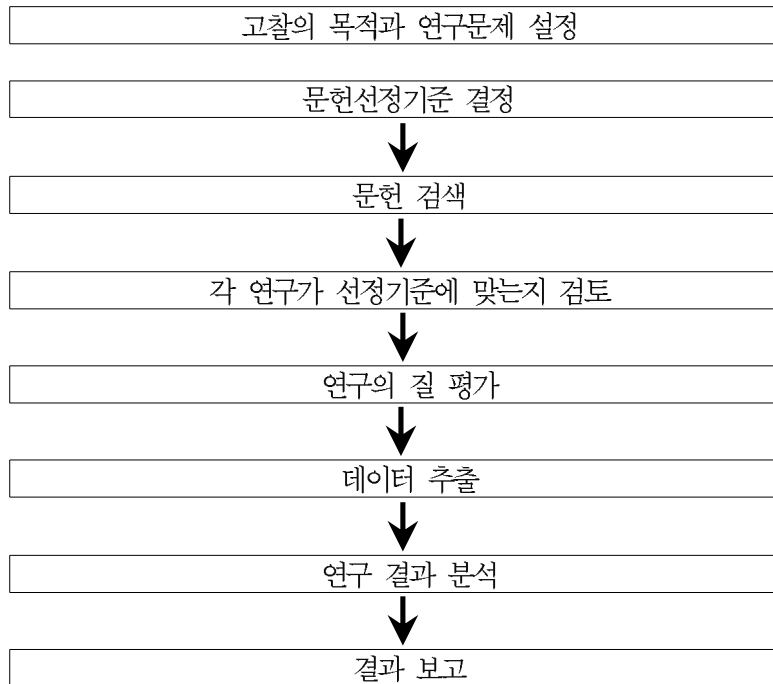 고찰의 목적과 연구문제 설정
문헌선정기준 결정
문헌 검색
각 연구가 선정기준에 맞는지 검토
연구의 질 평가
데이터 추출
연구 결과 분석
결과 보고